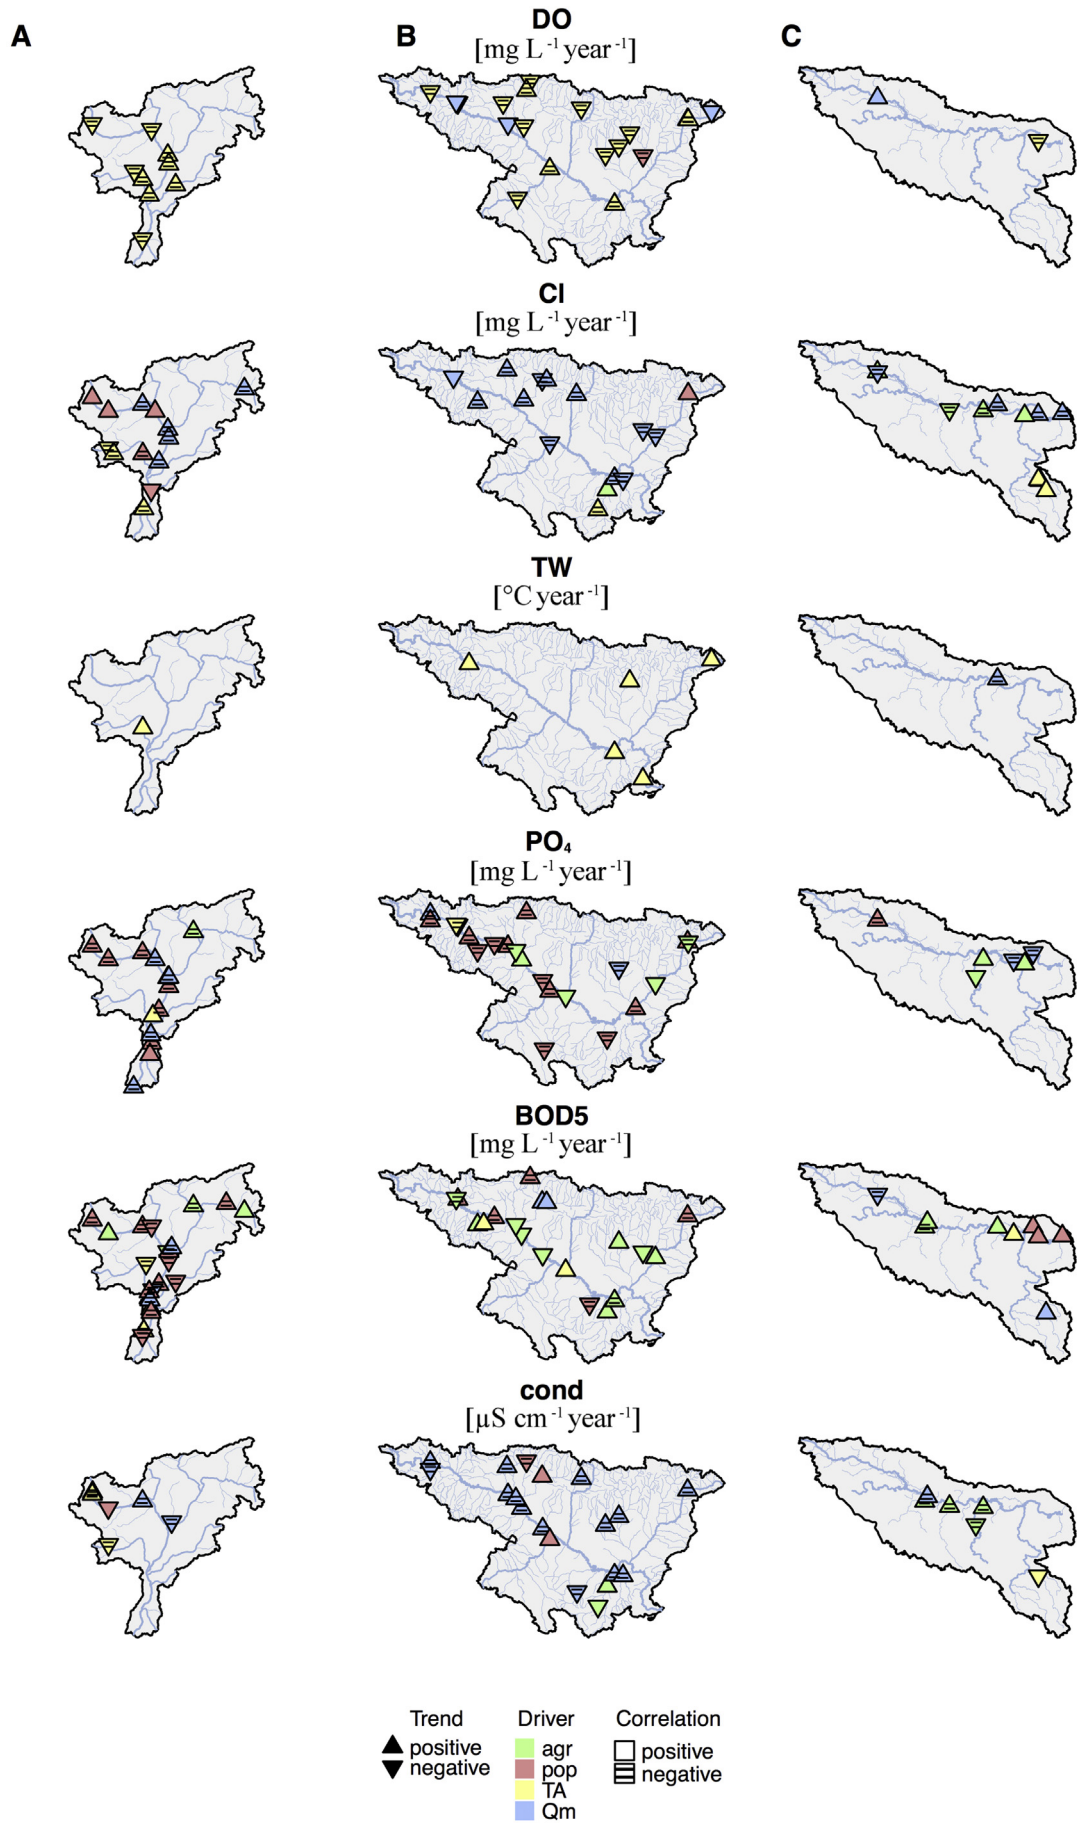 A B C
DO
[mg L⁻¹ year⁻¹]
Cl
[mg L⁻¹ year⁻¹]
TW
[°C year⁻¹]
PO₄
[mg L⁻¹ year⁻¹]
BOD5
[mg L⁻¹ year⁻¹]
cond
[µS cm⁻¹ year⁻¹]
Trend Driver Correlation
positive agr positive
negative pop negative
TA
Qm